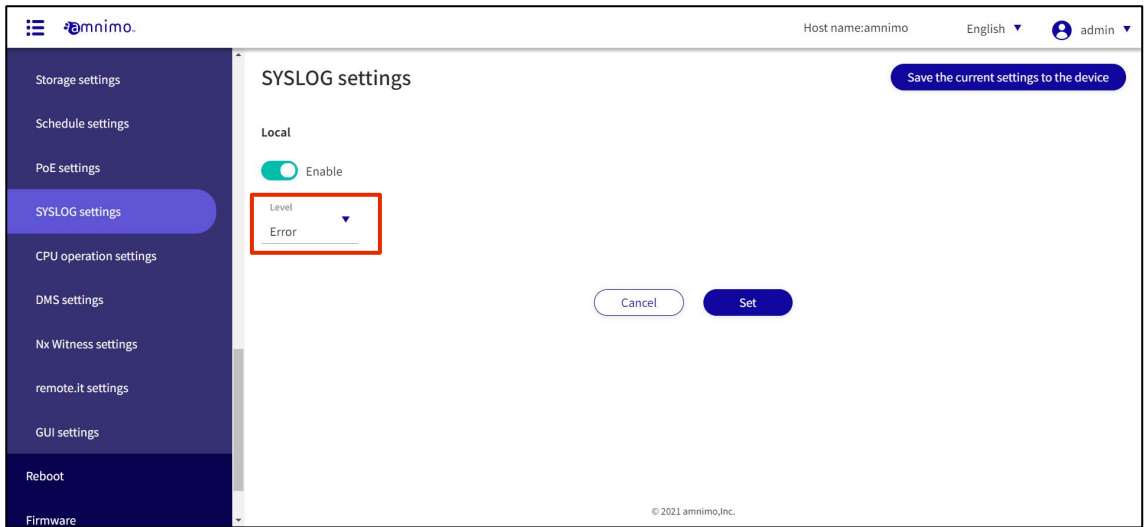 amnimo
Host name:amnimo
English
admin
Storage settings
Schedule settings
PoE settings
SYSLOG settings
CPU operation settings
DMS settings
Nx Witness settings
remote.it settings
GUI settings
Reboot
Firmware
SYSLOG settings
Save the current settings to the device
Local
Enable
Level
Error
Cancel
Set
© 2021 amnimo,Inc.